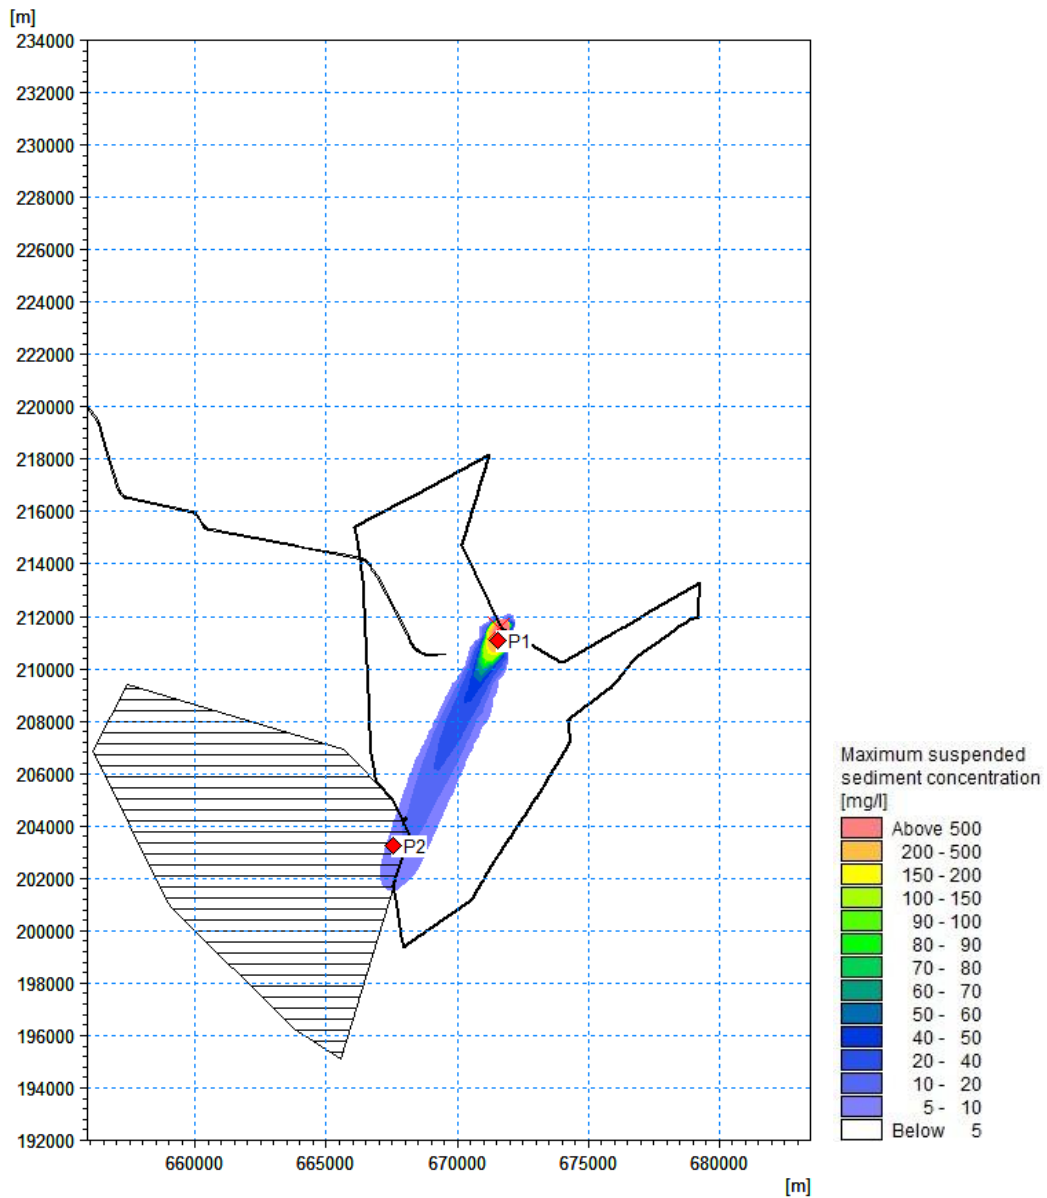 [m]
234000
232000
230000
228000
226000
224000
222000
220000
218000
216000
214000
212000
210000
208000
206000
204000
202000
200000
198000
196000
194000
192000
660000 665000 670000 675000 680000
[m]
P1
P2
Maximum suspended
sediment concentration
[mg/l]
Above 500
200 - 500
150 - 200
100 - 150
90 - 100
80 - 90
70 - 80
60 - 70
50 - 60
40 - 50
20 - 40
10 - 20
5 - 10
Below 5